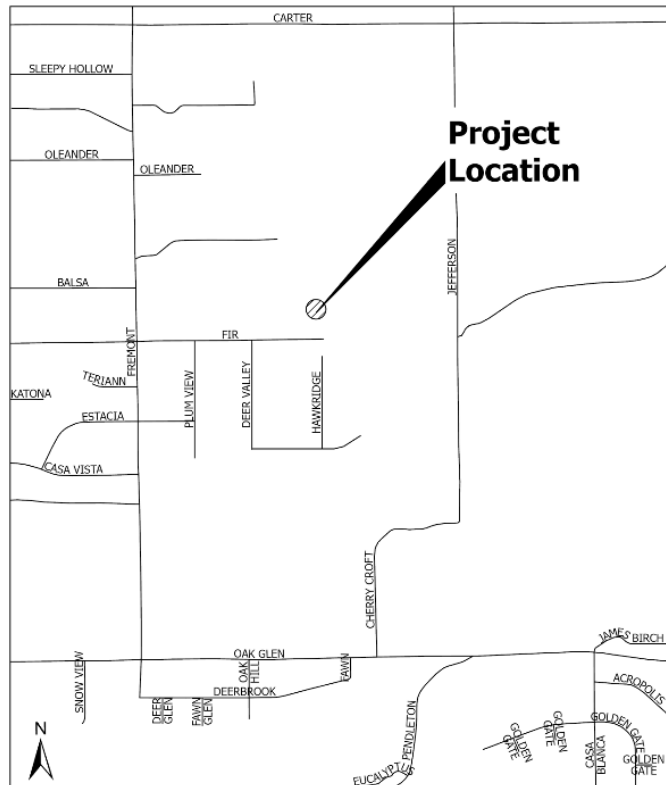 CARTER
SLEEPY HOLLOW
Project
Location
OLEANDER
OLEANDER
JEFFERSON
BALSA
FIR
FREMONT
TERIANN
KATONA
PLUM VIEW
DEER VALLEY
HAWKRIDGE
ESTACIA
CASA VISTA
CHERRY CROFT
JAMES
BIRCH
OAK GLEN
SNOW VIEW
OAK
HILL
FAWN
DEERBROOK
DEER
GLEN
FAWN
GLEN
ACROPOLIS
PENDLETON
GOLDEN GATE
GOLDEN
GATE
GOLDEN
GATE
CASA
BLANCA
GOLDEN
GATE
EUCALYPTUS
N